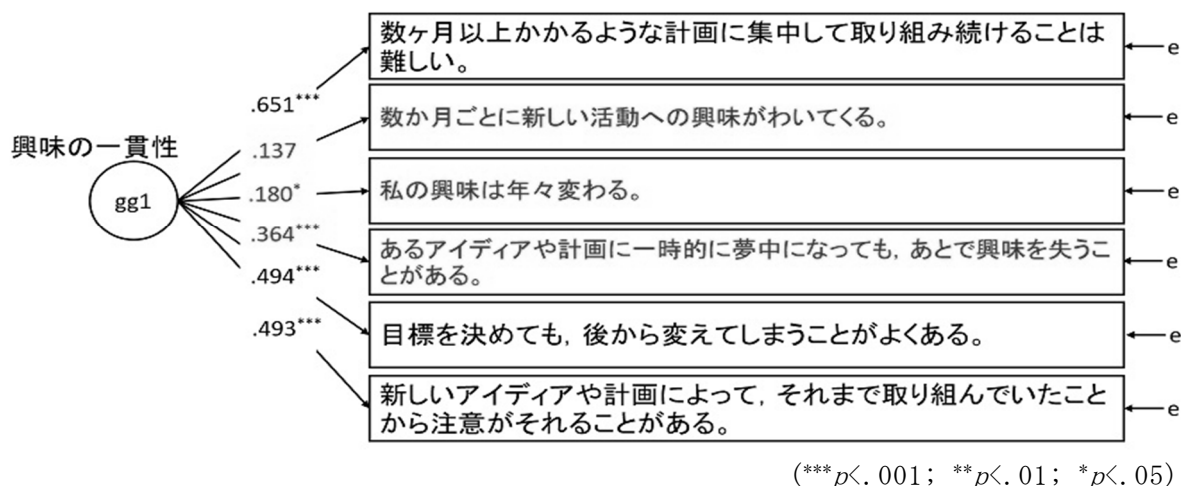 数ヶ月以上かかるような計画に集中して取り組み続けることは
難しい。
e
.651***
数か月ごとに新しい活動への興味がわいてくる。
e
興味の一貫性
.137
gg1
.180*
私の興味は年々変わる。
e
.364***
あるアイディアや計画に一時的に夢中になっても，あとで興味を失うこ
とがある。
e
.494***
目標を決めても，後から変えてしまうことがよくある。
e
.493***
新しいアイディアや計画によって，それまで取り組んでいたこと
から注意がそれることがある。
e
(***p<.001; **p<.01; *p<.05)